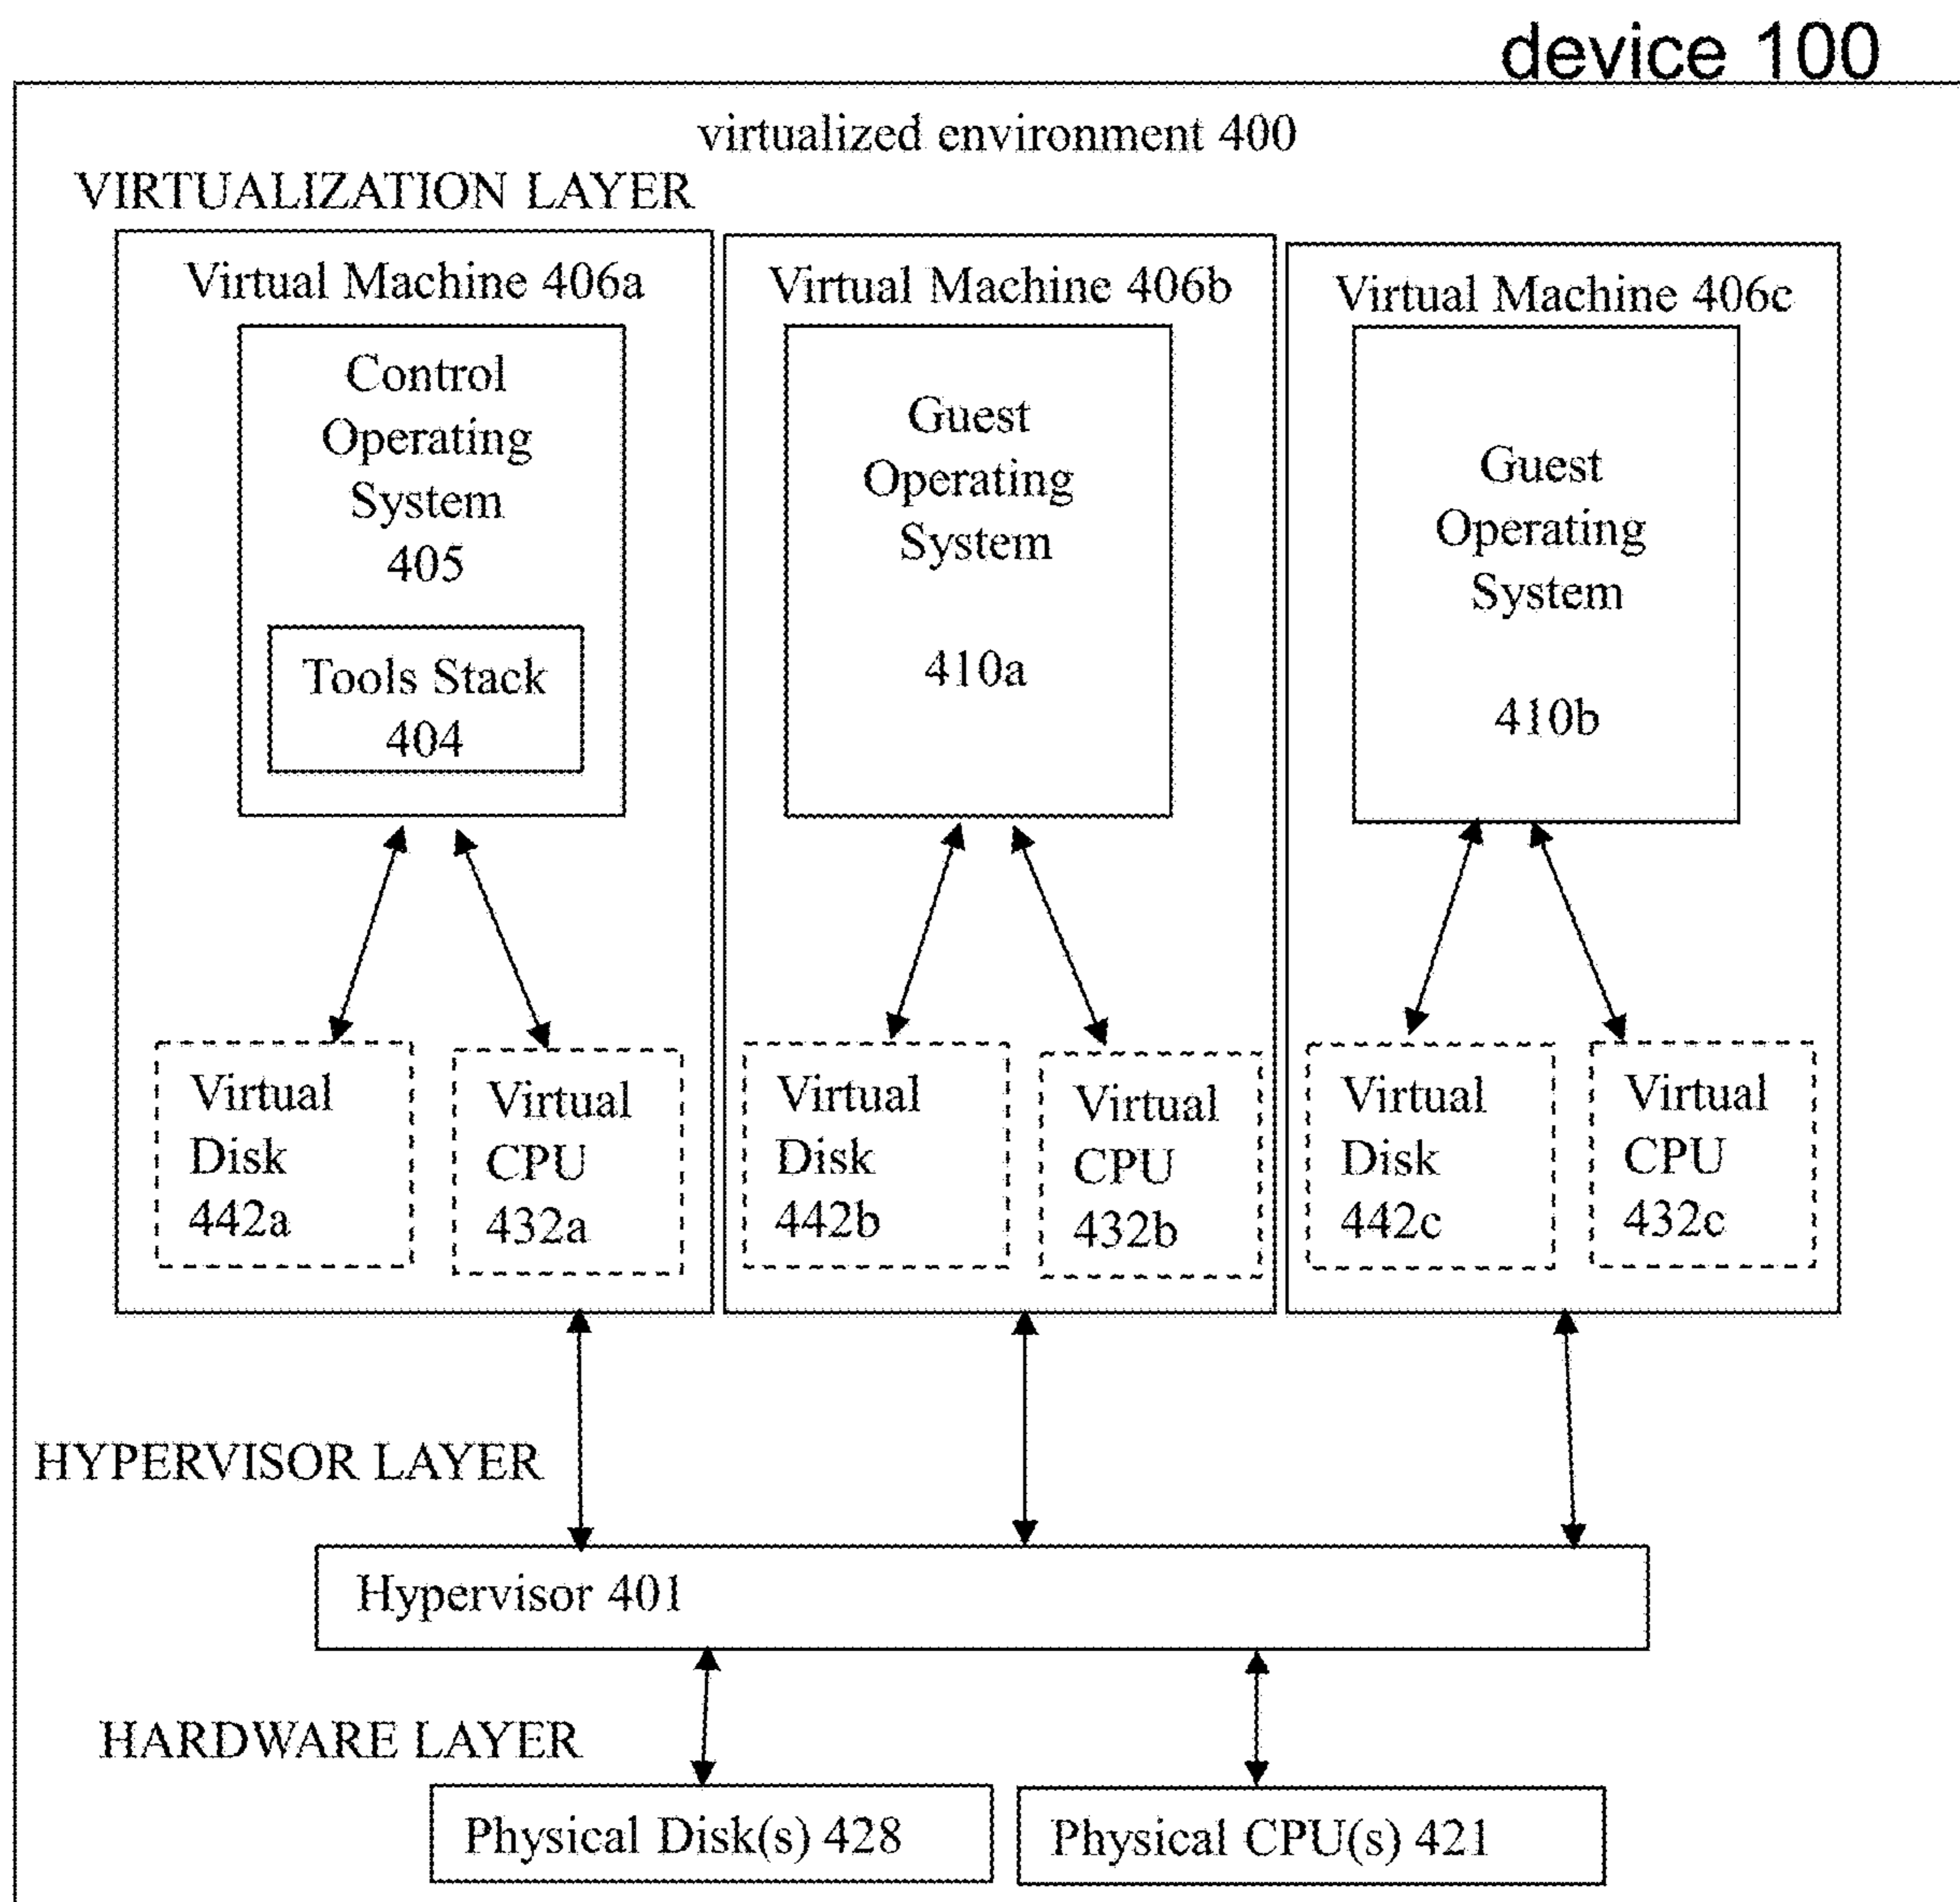 device 100
virtualized environment 400
VIRTUALIZATION LAYER
Virtual Machine 406a
Control
Operating
System
405
Tools Stack
404
Virtual
Disk
442a
Virtual
CPU
432a
Virtual Machine 406b
Guest
Operating
System
410a
Virtual
Disk
442b
Virtual
CPU
432b
Virtual Machine 406c
Guest
Operating
System
410b
Virtual
Disk
442c
Virtual
CPU
432c
HYPERVISOR LAYER
Hypervisor 401
HARDWARE LAYER
Physical Disk(s) 428
Physical CPU(s) 421